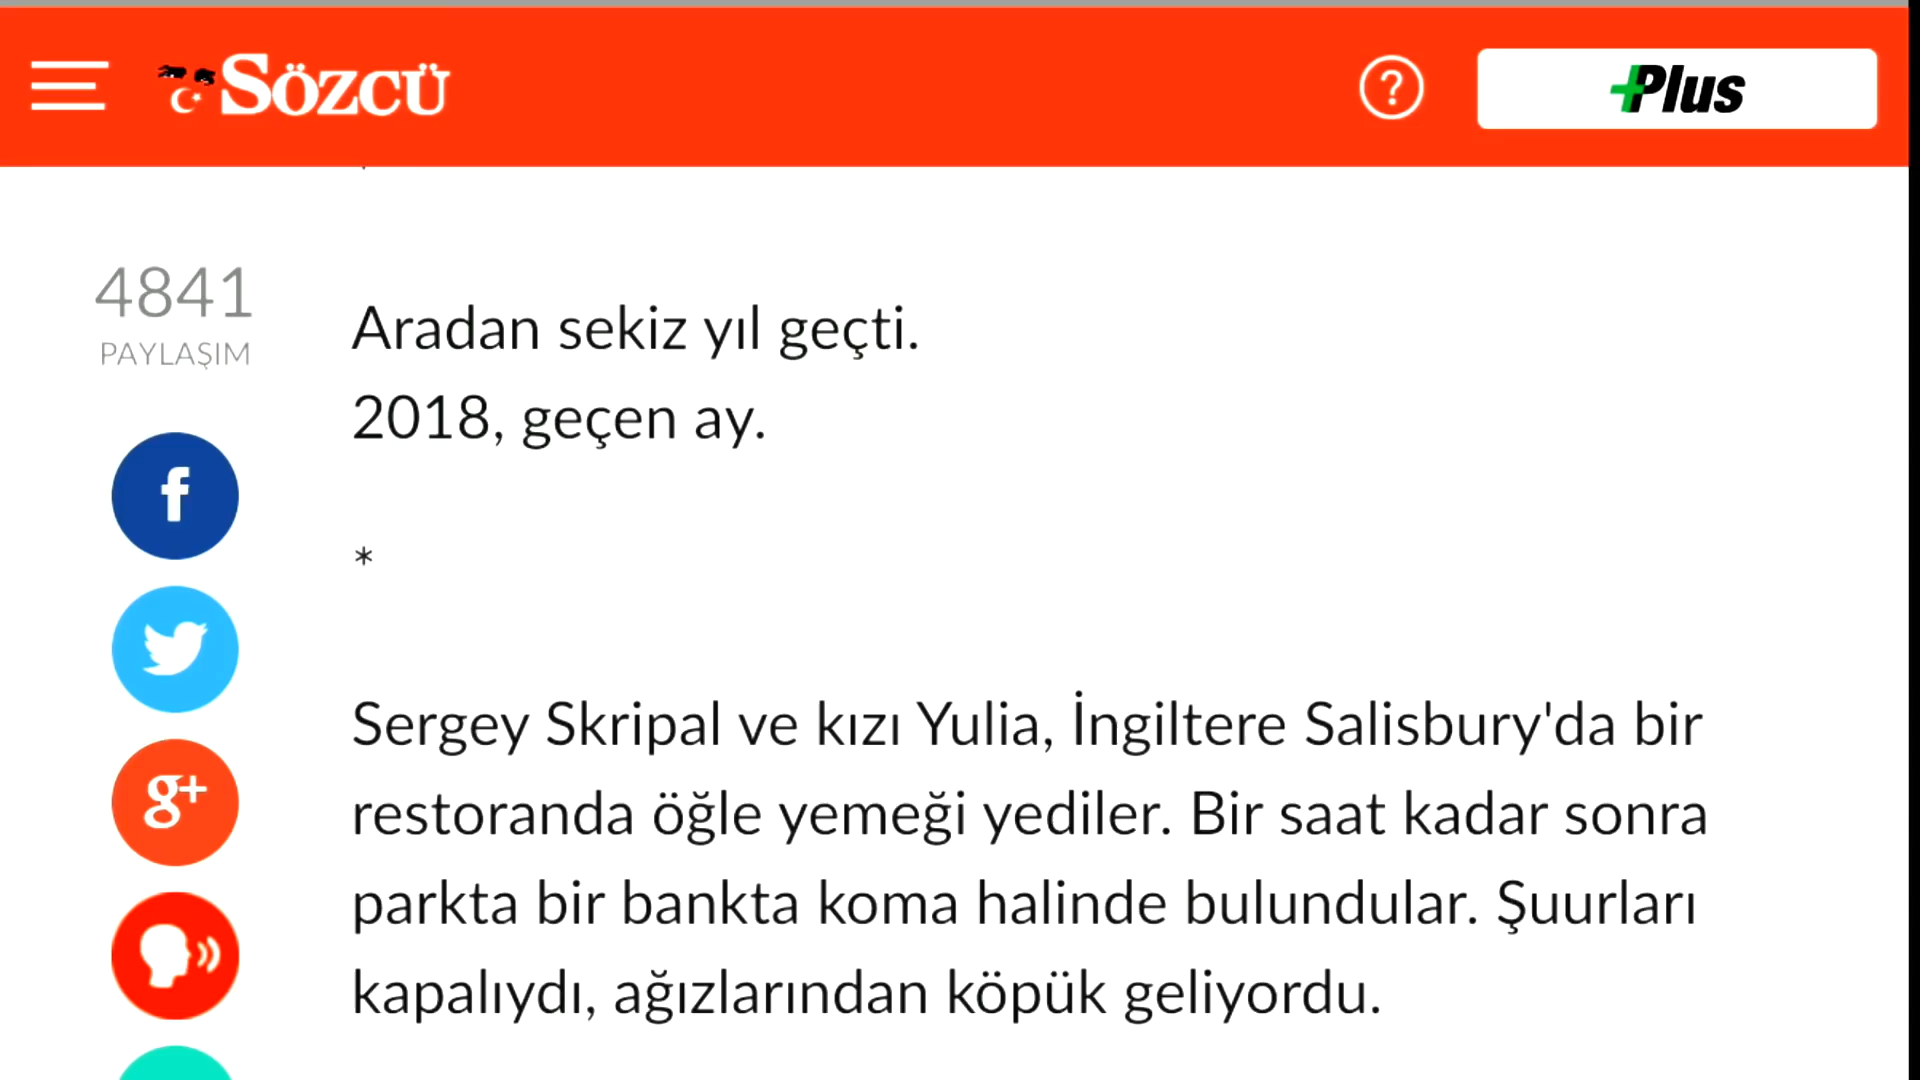 SÖZCÜ
?
+Plus
4841
PAYLAŞIM
Aradan sekiz yıl geçti.
2018, geçen ay.
*
Sergey Skripal ve kızı Yulia, İngiltere Salisbury'da bir
restoranda öğle yemeği yediler. Bir saat kadar sonra
parkta bir bankta koma halinde bulundular. Şuurları
kapalıydı, ağızlarından köpük geliyordu.
f
g+